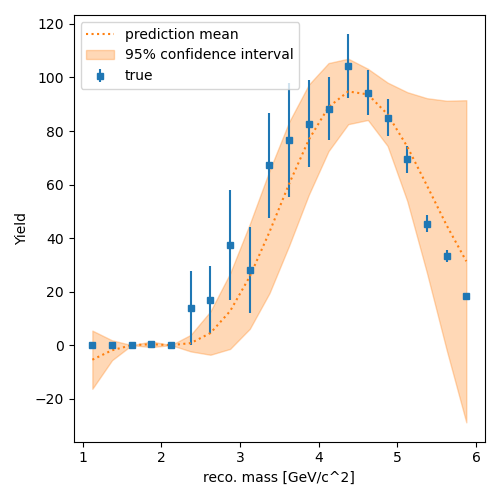 prediction mean
95% confidence interval
true
120
100
80
60
40
20
0
−20
Yield
1 2 3 4 5 6
reco. mass [GeV/c^2]